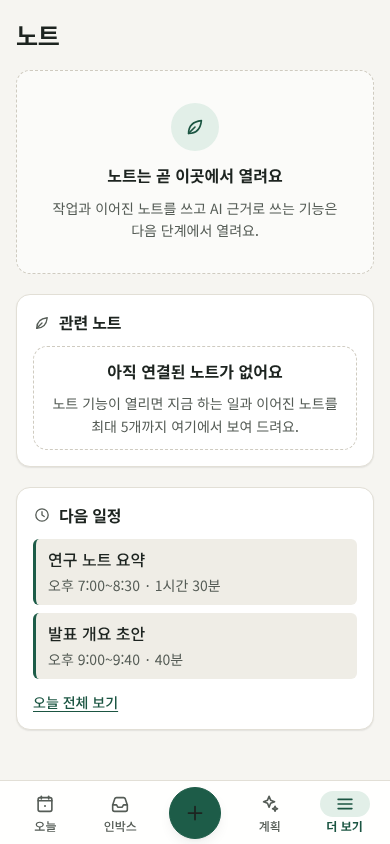 노트
노트는 곧 이곳에서 열려요
작업과 이어진 노트를 쓰고 AI 근거로 쓰는 기능은
다음 단계에서 열려요.
관련 노트
아직 연결된 노트가 없어요
노트 기능이 열리면 지금 하는 일과 이어진 노트를
최대 5개까지 여기에서 보여 드려요.
다음 일정
연구 노트 요약
오후 7:00~8:30 · 1시간 30분
발표 개요 초안
오후 9:00~9:40 · 40분
오늘 전체 보기
오늘
인박스
계획
더 보기